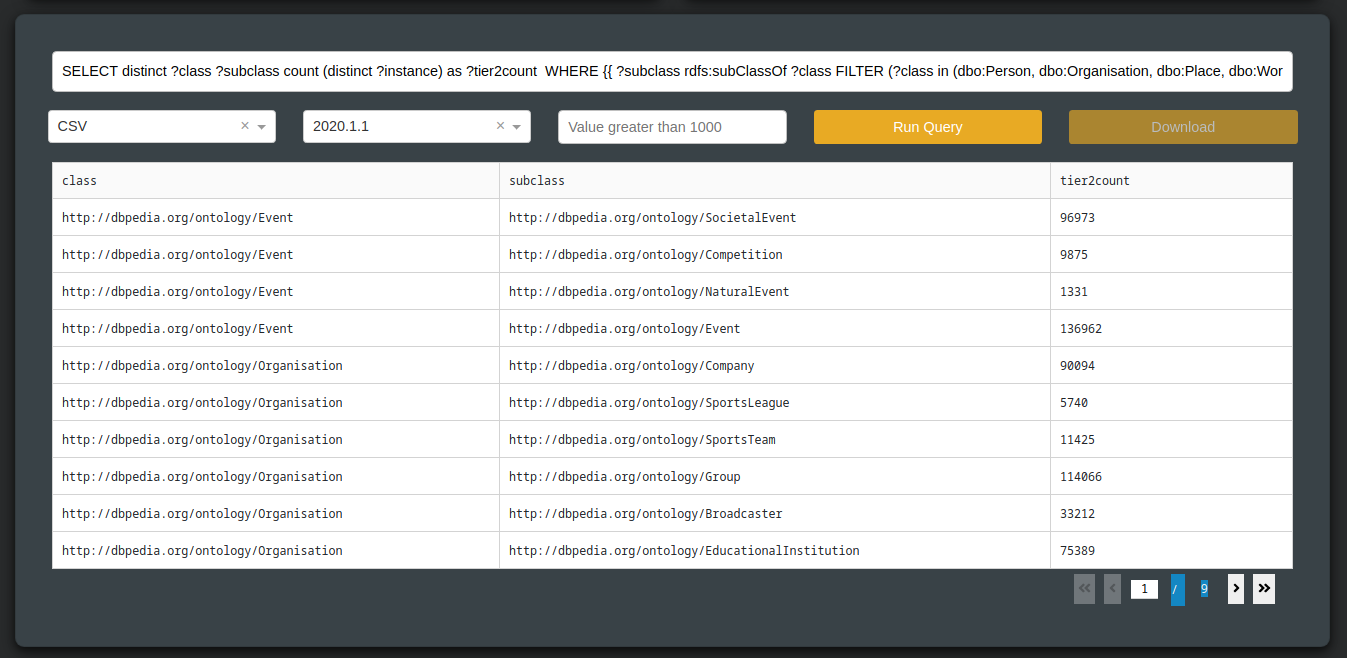 SELECT distinct ?class ?subclass count (distinct ?instance) as ?tier2count  WHERE {{ ?subclass rdfs:subClassOf ?class FILTER (?class in (dbo:Person, dbo:Organisation, dbo:Place, dbo:Wor
CSV × 2020.1.1 × Value greater than 1000 Run Query Download
class subclass tier2count
http://dbpedia.org/ontology/Event http://dbpedia.org/ontology/SocietalEvent 96973
http://dbpedia.org/ontology/Event http://dbpedia.org/ontology/Competition 9875
http://dbpedia.org/ontology/Event http://dbpedia.org/ontology/NaturalEvent 1331
http://dbpedia.org/ontology/Event http://dbpedia.org/ontology/Event 136962
http://dbpedia.org/ontology/Organisation http://dbpedia.org/ontology/Company 90094
http://dbpedia.org/ontology/Organisation http://dbpedia.org/ontology/SportsLeague 5740
http://dbpedia.org/ontology/Organisation http://dbpedia.org/ontology/SportsTeam 11425
http://dbpedia.org/ontology/Organisation http://dbpedia.org/ontology/Group 114066
http://dbpedia.org/ontology/Organisation http://dbpedia.org/ontology/Broadcaster 33212
http://dbpedia.org/ontology/Organisation http://dbpedia.org/ontology/EducationalInstitution 75389
« ‹ 1 / 9 › »